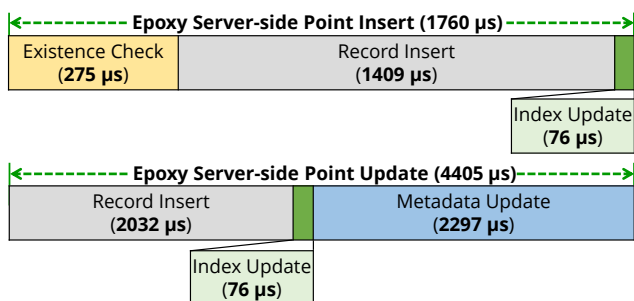 Epoxy Server-side Point Insert (1760 µs)
Existence Check
(275 µs)
Record Insert
(1409 µs)
Index Update
(76 µs)
Epoxy Server-side Point Update (4405 µs)
Record Insert
(2032 µs)
Metadata Update
(2297 µs)
Index Update
(76 µs)